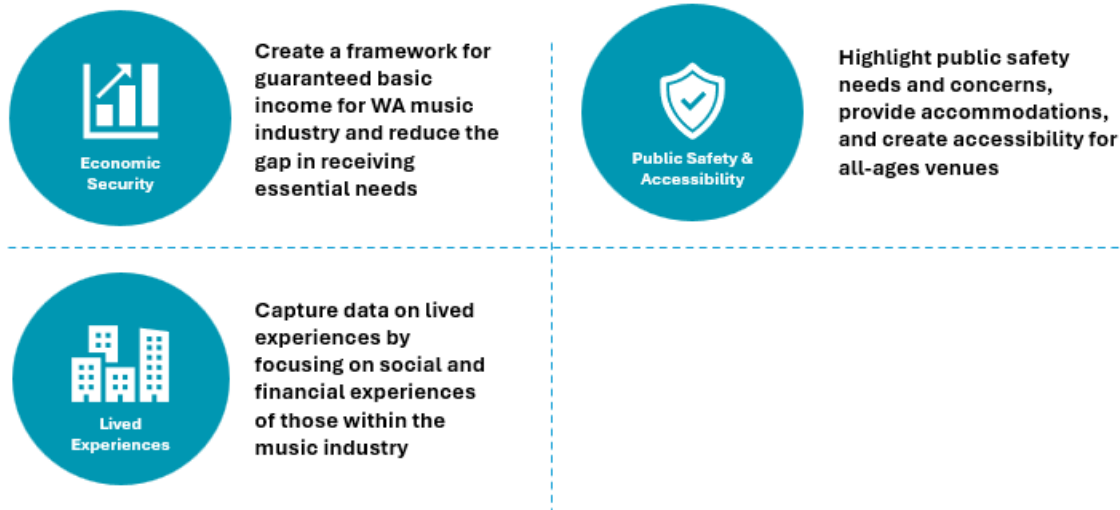 Economic
Security
Create a framework for
guaranteed basic
income for WA music
industry and reduce the
gap in receiving
essential needs
Public Safety &
Accessibility
Highlight public safety
needs and concerns,
provide accommodations,
and create accessibility for
all-ages venues
Lived
Experiences
Capture data on lived
experiences by
focusing on social and
financial experiences
of those within the
music industry